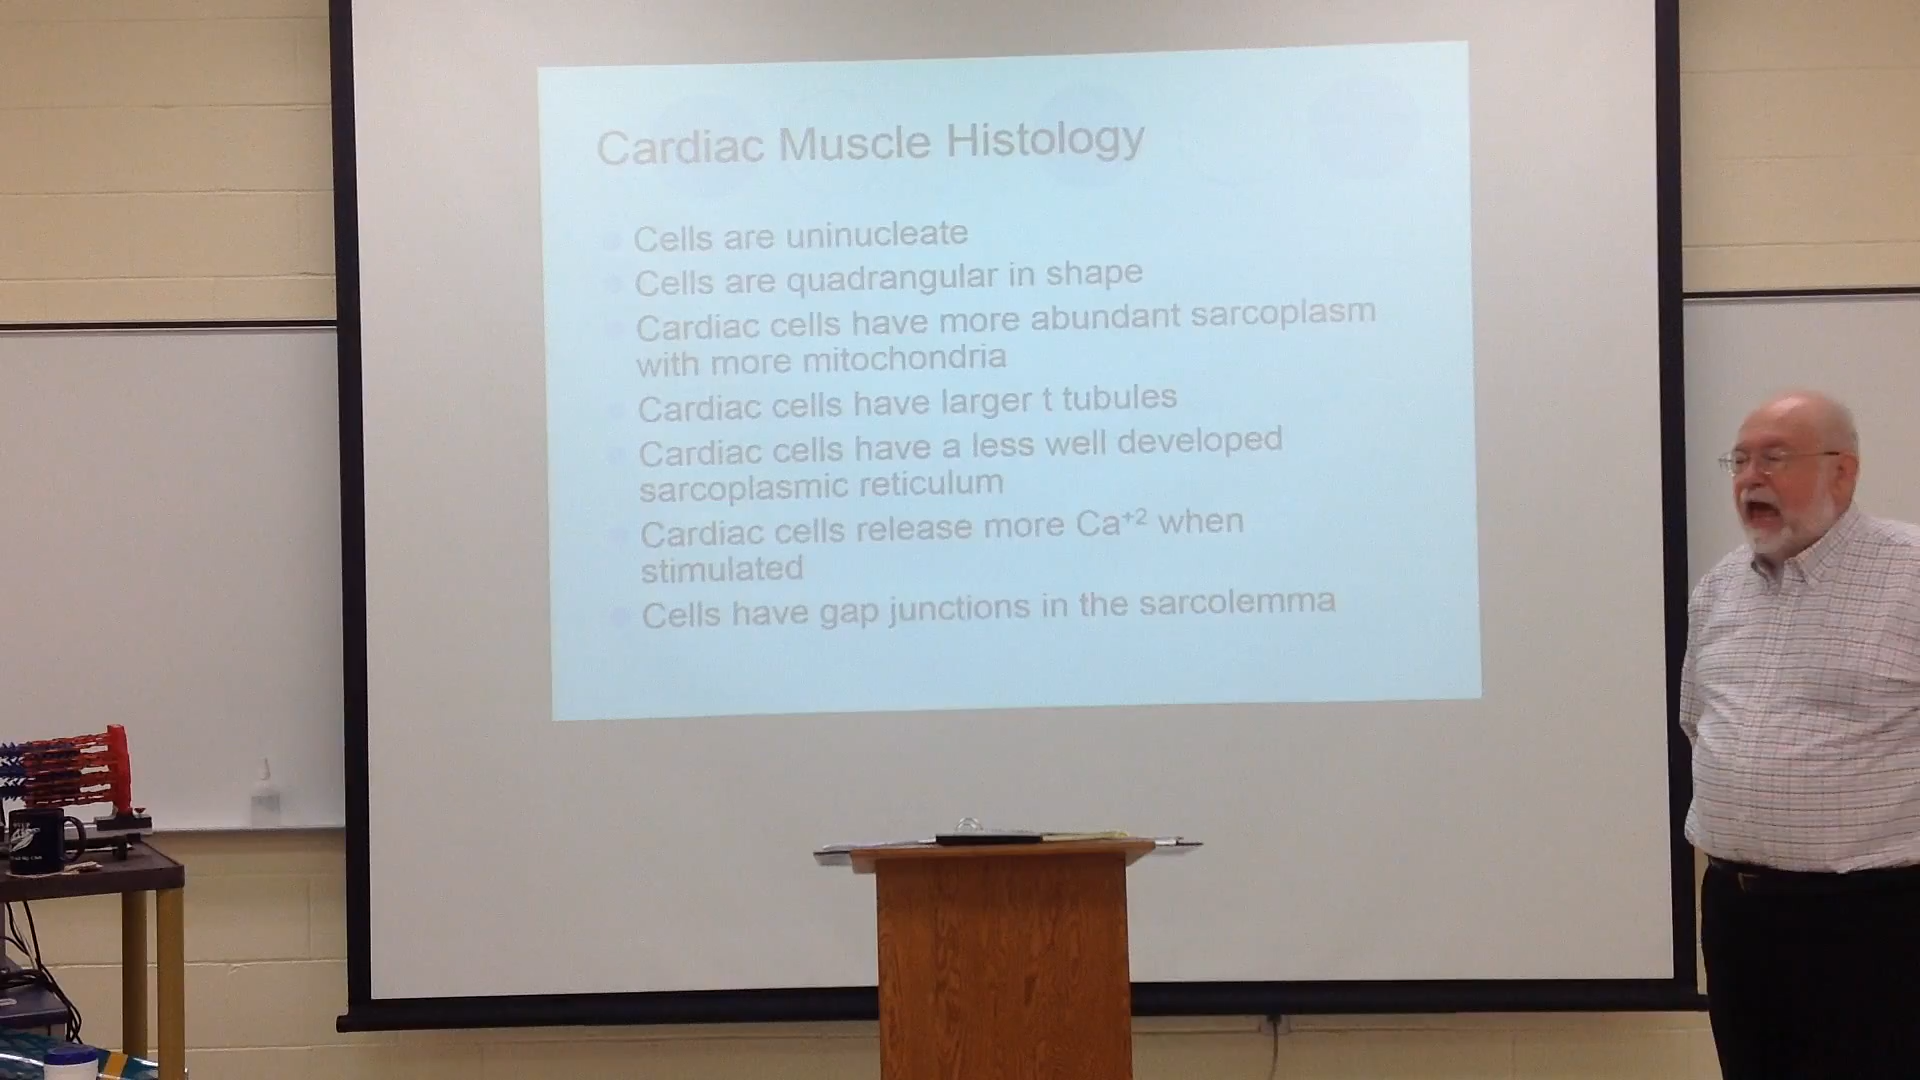 Cardiac Muscle Histology
Cells are uninucleate
Cells are quadrangular in shape
Cardiac cells have more abundant sarcoplasm
with more mitochondria
Cardiac cells have larger t tubules
Cardiac cells have a less well developed
sarcoplasmic reticulum
Cardiac cells release more Ca⁺² when
stimulated
Cells have gap junctions in the sarcolemma